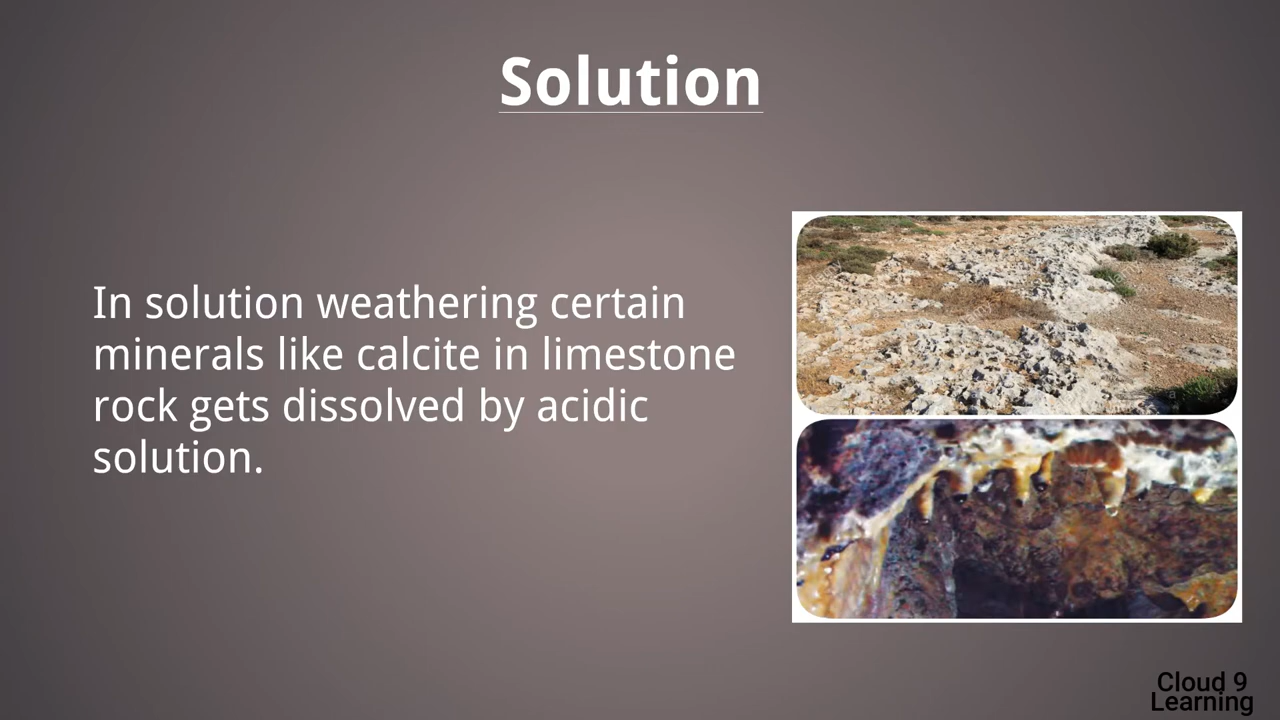 Solution
In solution weathering certain
minerals like calcite in limestone
rock gets dissolved by acidic
solution.
Cloud 9
Learning